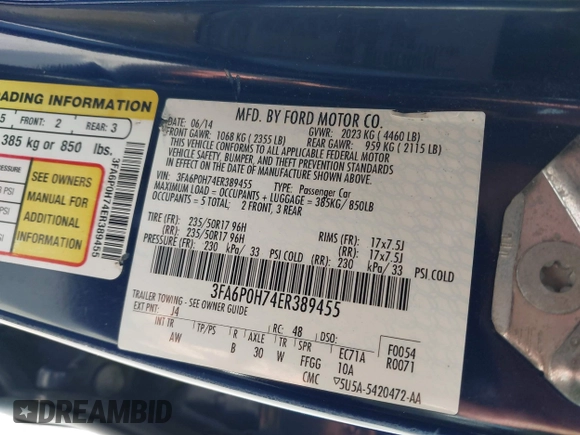 OADING INFORMATION
5 FRONT: 2 REAR: 3
385 kg or 850 lbs.
PSI
SEE OWNERS
MANUAL FOR
ADDITIONAL
INFORMATION
3FA6P0H74ER389455
MFD. BY FORD MOTOR CO.
DATE: 06/14 GVWR: 2023 KG ( 4460 LB)
FRONT GAWR: 1068 KG ( 2355 LB) REAR GAWR: 959 KG ( 2115 LB)
THIS VEHICLE CONFORMS TO ALL APPLICABLE FEDERAL MOTOR
VEHICLE SAFETY, BUMPER, AND THEFT PREVENTION STANDARDS
IN EFFECT ON THE DATE OF MANUFACTURE SHOWN ABOVE.
VIN: 3FA6P0H74ER389455 TYPE: Passenger Car
MAXIMUM LOAD = OCCUPANTS + LUGGAGE = 385KG/ 850LB
OCCUPANTS = 5 TOTAL: 2 FRONT, 3 REAR
TIRE (FR): 235/50R17 96H RIMS (FR): 17x7.5J
(RR): 235/50R17 96H (RR): 17x7.5J
PRESSURE (FR): 230 kPa/ 33 PSI COLD (RR): 230 kPa/ 33 PSI COLD
3FA6P0H74ER389455
TRAILER TOWING - SEE OWNER GUIDE
EXT PNT: J4 RC: 48 DSO: F0054
INT TR TP/PS R AXLE TR SPR EC71A R0071
AW B 30 W FFGG 10A
CMC ▽5U5A-5420472-AA
DREAMBID